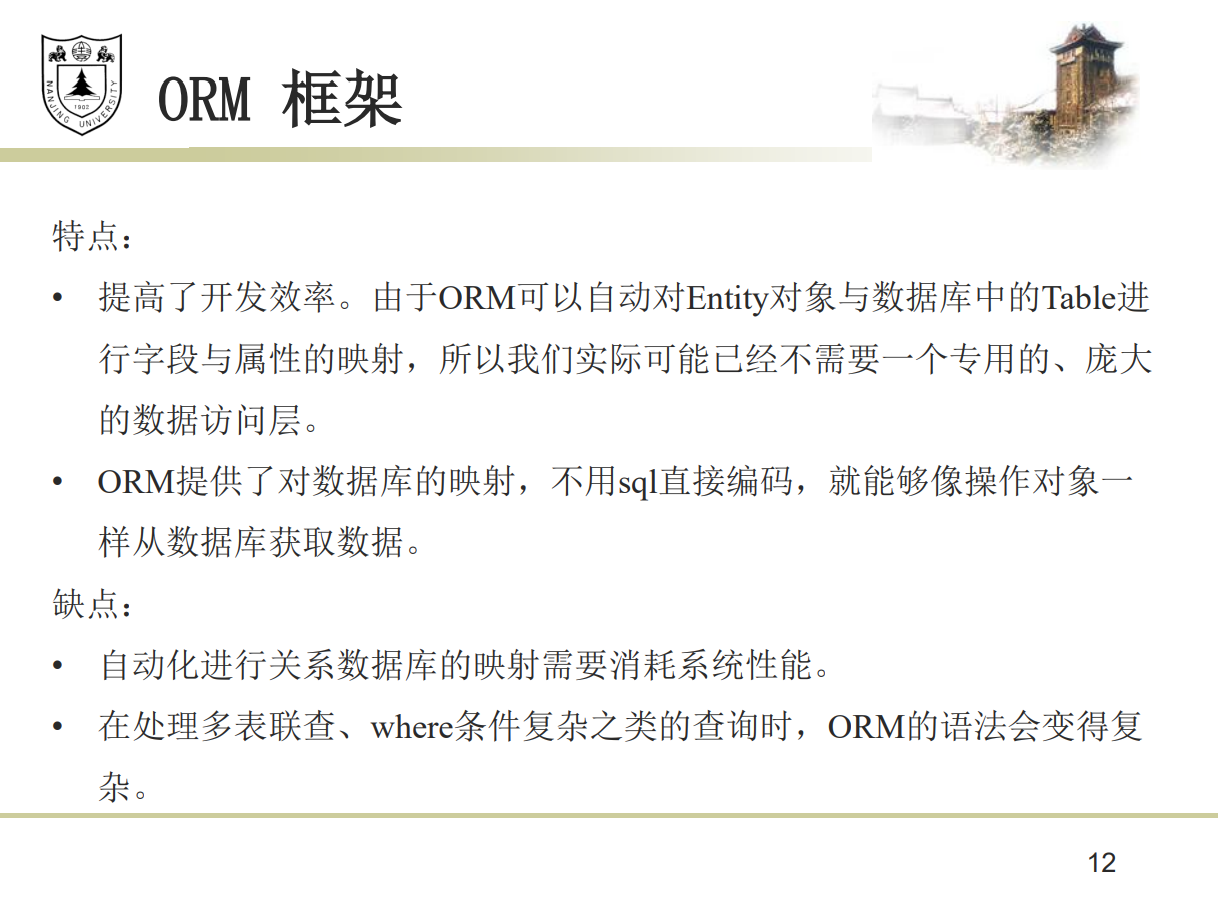 NANJING UNIVERSITY
1902
ORM 框架
特点：
• 提高了开发效率。由于ORM可以自动对Entity对象与数据库中的Table进
行字段与属性的映射，所以我们实际可能已经不需要一个专用的、庞大
的数据访问层。
• ORM提供了对数据库的映射，不用sql直接编码，就能够像操作对象一
样从数据库获取数据。
缺点：
• 自动化进行关系数据库的映射需要消耗系统性能。
• 在处理多表联查、where条件复杂之类的查询时，ORM的语法会变得复
杂。
12